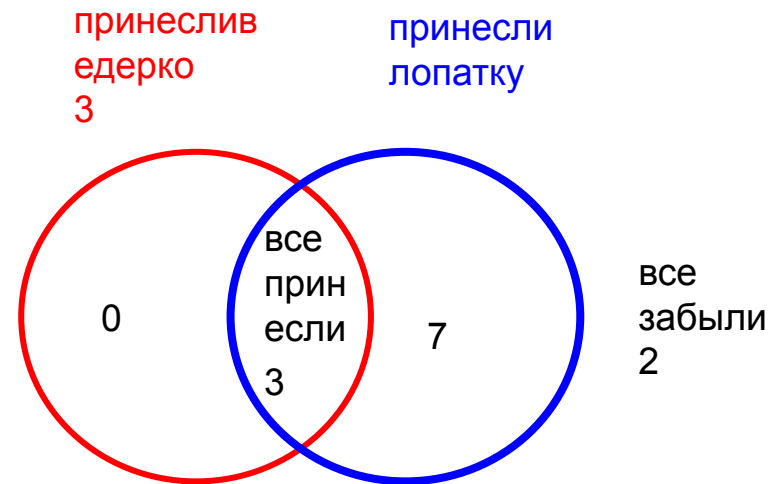 принеслив
едерко
3
принесли
лопатку
0
все
прин
если
3
7
все
забыли
2